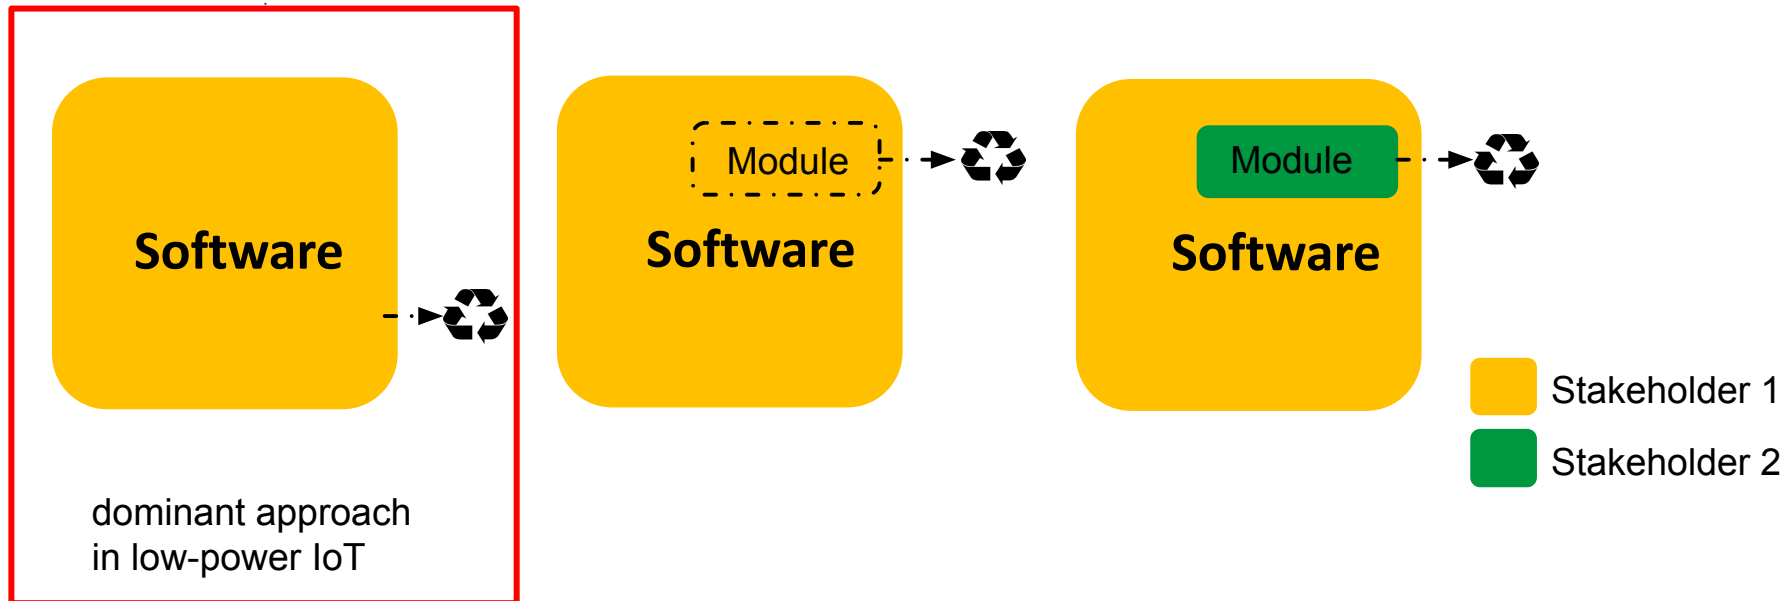 Software
dominant approach
in low-power IoT
Module
Software
Module
Software
Stakeholder 1
Stakeholder 2